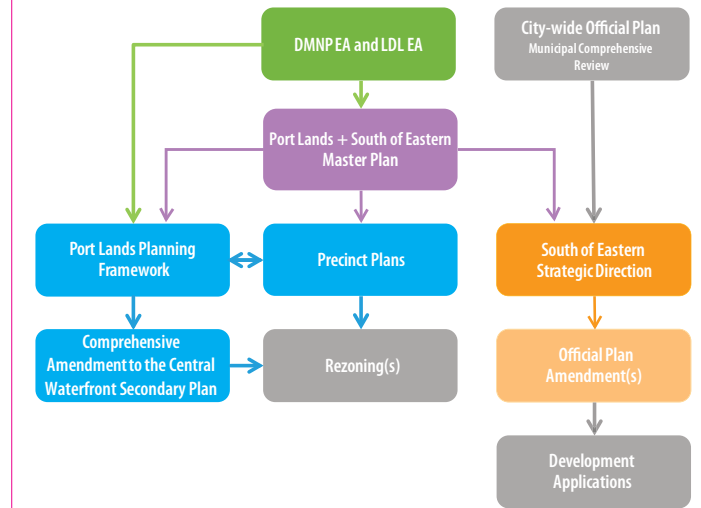 DMNP EA and LDL EA
City-wide Official Plan
Municipal Comprehensive
Review
Port Lands + South of Eastern
Master Plan
Port Lands Planning
Framework
Precinct Plans
South of Eastern
Strategic Direction
Comprehensive
Amendment to the Central
Waterfront Secondary Plan
Rezoning(s)
Official Plan
Amendment(s)
Development
Applications